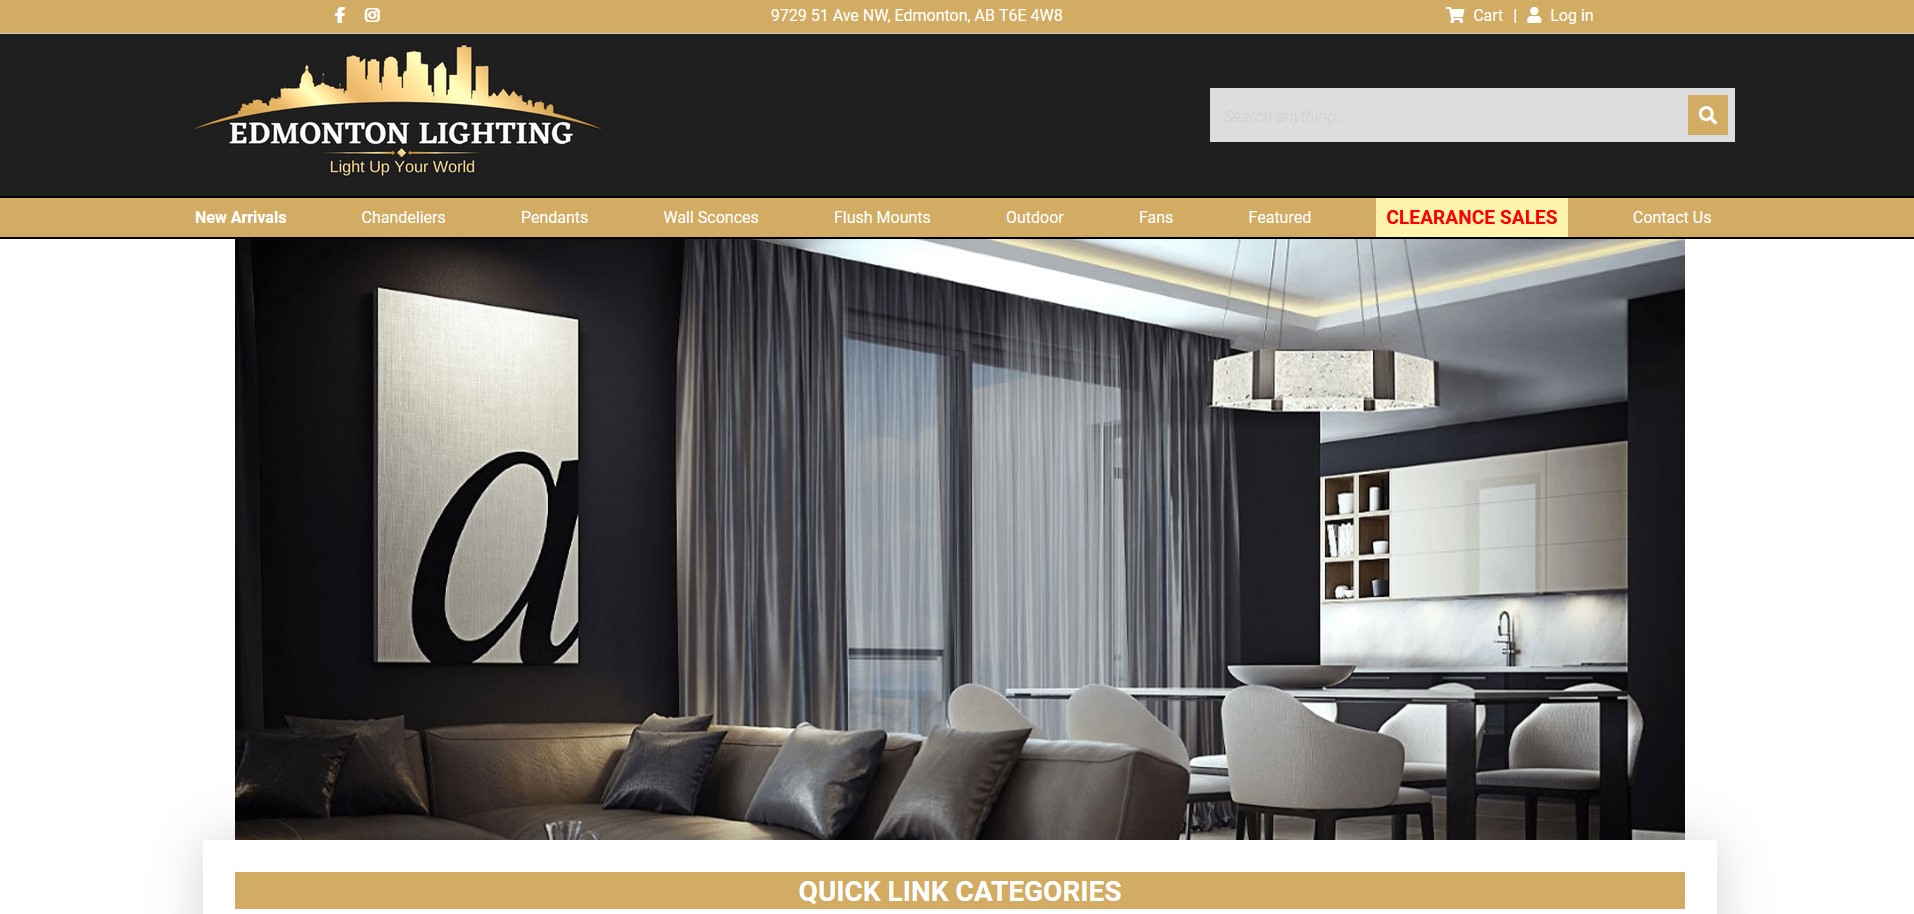 9729 51 Ave NW, Edmonton, AB T6E 4W8
Cart | Log in
EDMONTON LIGHTING
Light Up Your World
Search anything...
New Arrivals
Chandeliers
Pendants
Wall Sconces
Flush Mounts
Outdoor
Fans
Featured
CLEARANCE SALES
Contact Us
a
QUICK LINK CATEGORIES